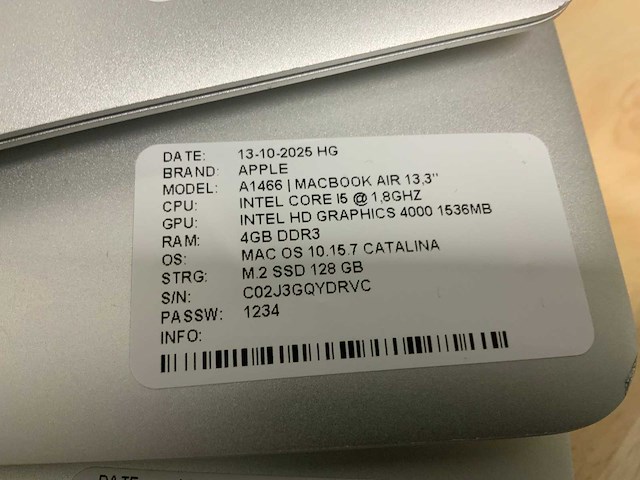 DATE: 13-10-2025 HG
BRAND: APPLE
MODEL: A1466 | MACBOOK AIR 13,3"
CPU: INTEL CORE I5 @ 1,8GHZ
GPU: INTEL HD GRAPHICS 4000 1536MB
RAM: 4GB DDR3
OS: MAC OS 10.15.7 CATALINA
STRG: M.2 SSD 128 GB
S/N: C02J3GQYDRVC
PASSW: 1234
INFO:
DATE